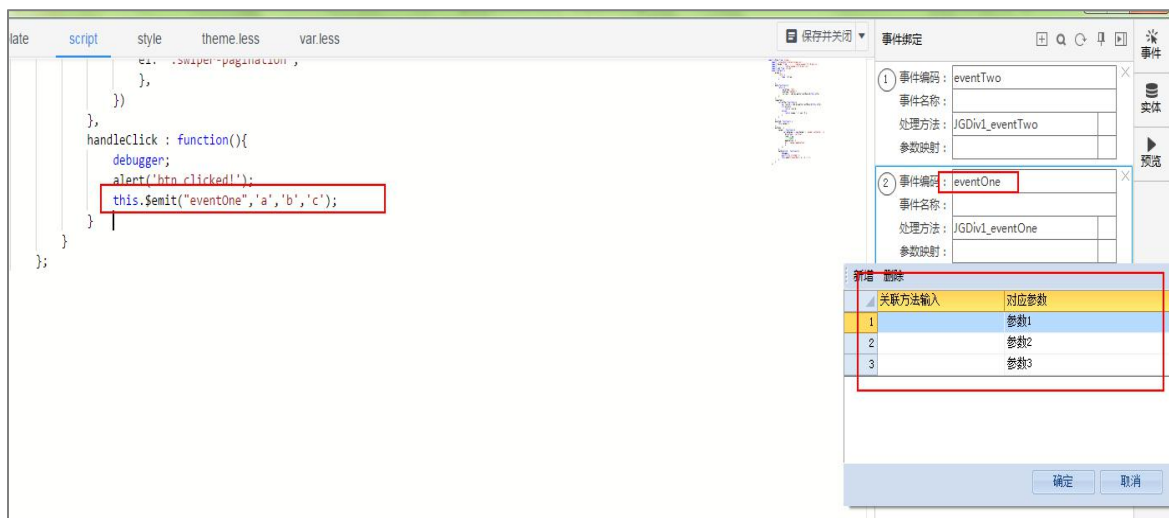 late script style theme.less var.less 保存并关闭
el: '.swiper-pagination',
},
})
},
handleClick : function(){
debugger;
alert('btn clicked!');
this.$emit("eventOne",'a','b','c');
}
}
};
事件绑定
1 事件编码: eventTwo
事件名称:
处理方法: JGDiv1_eventTwo
参数映射:
2 事件编码: eventOne
事件名称:
处理方法: JGDiv1_eventOne
参数映射:
事件
实体
预览
新增 删除
关联方法输入 对应参数
1 参数1
2 参数2
3 参数3
确定 取消